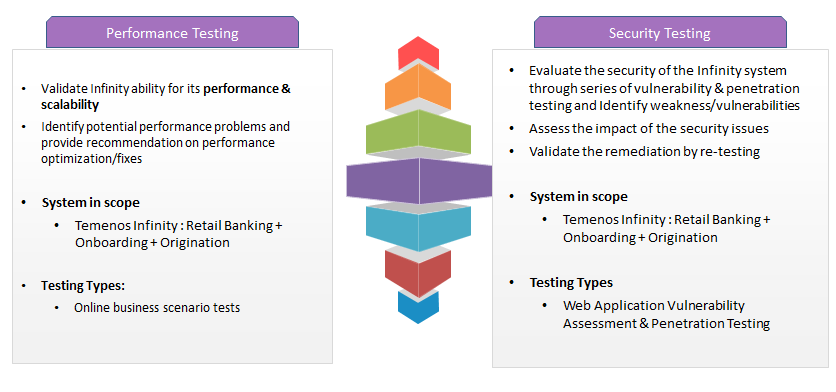 Performance Testing
• Validate Infinity ability for its performance &
scalability
• Identify potential performance problems and
provide recommendation on performance
optimization/fixes
• System in scope
• Temenos Infinity : Retail Banking +
Onboarding + Origination
• Testing Types:
• Online business scenario tests
Security Testing
• Evaluate the security of the Infinity system
through series of vulnerability & penetration
testing and Identify weakness/vulnerabilities
• Assess the impact of the security issues
• Validate the remediation by re-testing
• System in scope
• Temenos Infinity : Retail Banking +
Onboarding + Origination
• Testing Types
• Web Application Vulnerability
Assessment & Penetration Testing